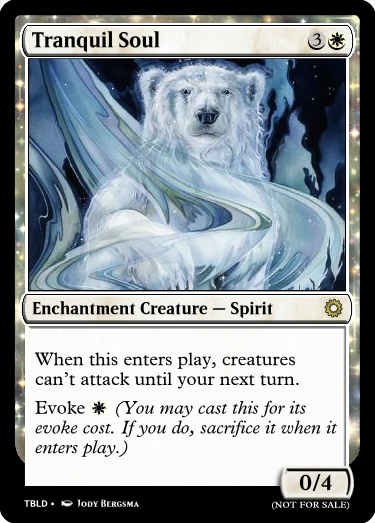 Tranquil Soul 3
Enchantment Creature — Spirit
When this enters play, creatures
can't attack until your next turn.
Evoke (You may cast this for its
evoke cost. If you do, sacrifice it when it
enters play.)
0/4
TBLD • Jody Bergsma
(NOT FOR SALE)